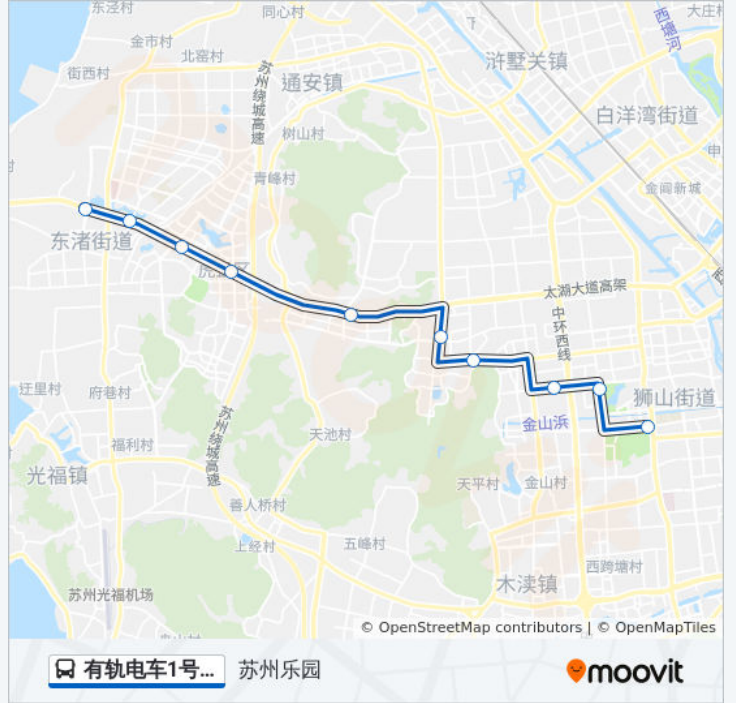 东泾村
同心村
大庄村
西塘河
金市村
北窑村
浒墅关镇
街西村
通安镇
苏州绕城高速
白洋湾街道
树山村
青峰村
金阊新城
东渚街道
太湖大道高架
中环西线
迂里村
府巷村
狮山街道
苏州绕城高速
金山浜
天池村
福利村
光福镇
天平村
金山村
善人桥村
上经村
五峰村
西跨塘村
木渎镇
苏州光福机场
© OpenStreetMap contributors | © OpenMapTiles
有轨电车1号...
苏州乐园
moovit